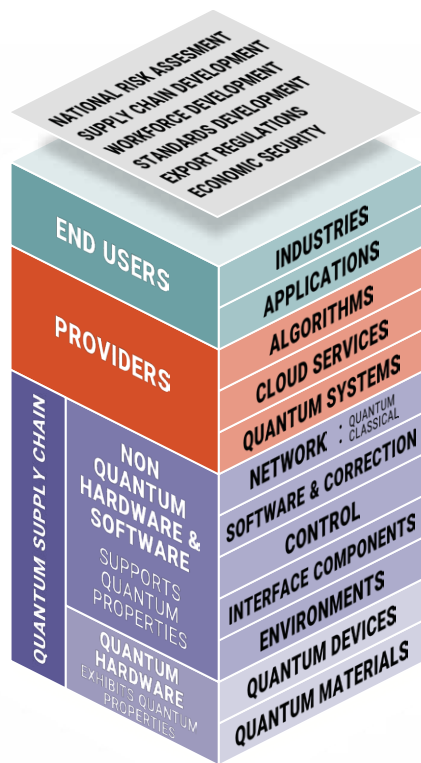 NATIONAL RISK ASSESMENT
SUPPLY CHAIN DEVELOPMENT
WORKFORCE DEVELOPMENT
STANDARDS DEVELOPMENT
EXPORT REGULATIONS
ECONOMIC SECURITY
END USERS
PROVIDERS
QUANTUM SUPPLY CHAIN
NON
QUANTUM
HARDWARE &
SOFTWARE
SUPPORTS
QUANTUM
PROPERTIES
QUANTUM
HARDWARE
EXHIBITS QUANTUM
PROPERTIES
INDUSTRIES
APPLICATIONS
ALGORITHMS
CLOUD SERVICES
QUANTUM SYSTEMS
NETWORK : QUANTUM
CLASSICAL
SOFTWARE & CORRECTION
CONTROL
INTERFACE COMPONENTS
ENVIRONMENTS
QUANTUM DEVICES
QUANTUM MATERIALS